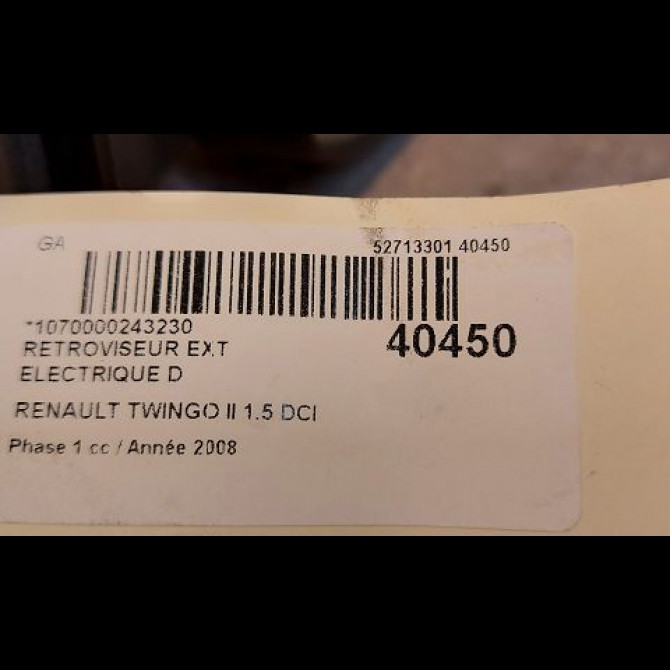 GA 52713301 40450
*1070000243230 40450
RETROVISEUR EXT
ELECTRIQUE D
RENAULT TWINGO II 1.5 DCI
Phase 1 cc / Année 2008